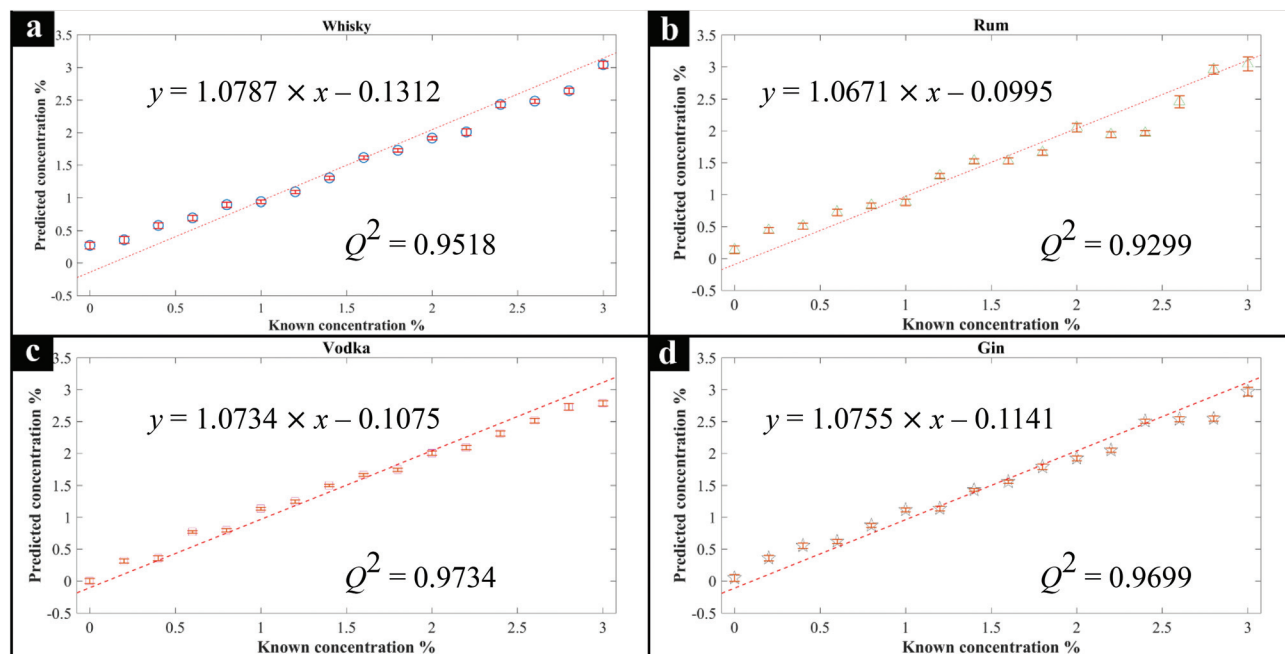 a
Whisky
3.5
3
2.5
2
1.5
1
0.5
0
-0.5
Predicted concentration %
y = 1.0787 × x – 0.1312
Q² = 0.9518
0 0.5 1 1.5 2 2.5 3
Known concentration %
b
Rum
3.5
3
2.5
2
1.5
1
0.5
0
-0.5
Predicted concentration %
y = 1.0671 × x – 0.0995
Q² = 0.9299
0 0.5 1 1.5 2 2.5 3
Known concentration %
c
Vodka
3.5
3
2.5
2
1.5
1
0.5
0
-0.5
Predicted concentration %
y = 1.0734 × x – 0.1075
Q² = 0.9734
0 0.5 1 1.5 2 2.5 3
Known concentration %
d
Gin
3.5
3
2.5
2
1.5
1
0.5
0
-0.5
Predicted concentration %
y = 1.0755 × x – 0.1141
Q² = 0.9699
0 0.5 1 1.5 2 2.5 3
Known concentration %